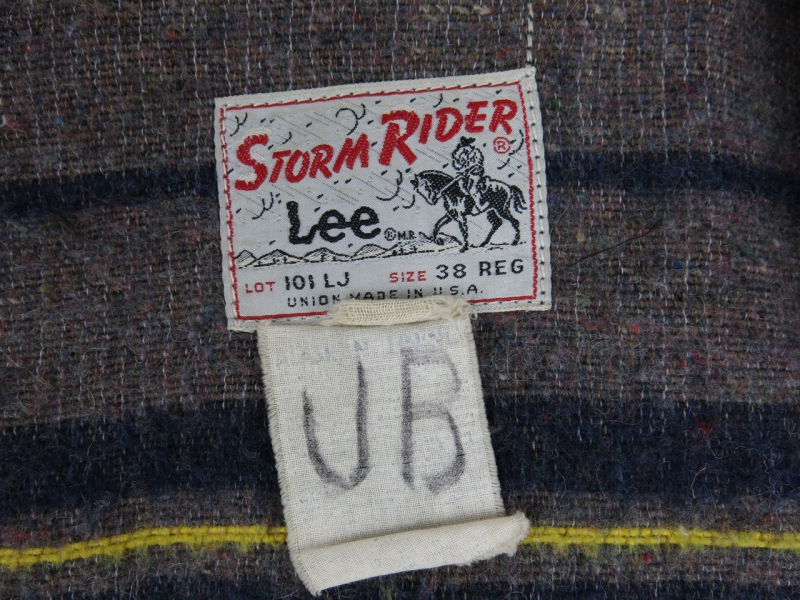 STORM RIDER ®
Lee ® M.R.
LOT 101 LJ SIZE 38 REG
UNION MADE IN U.S.A.
UB